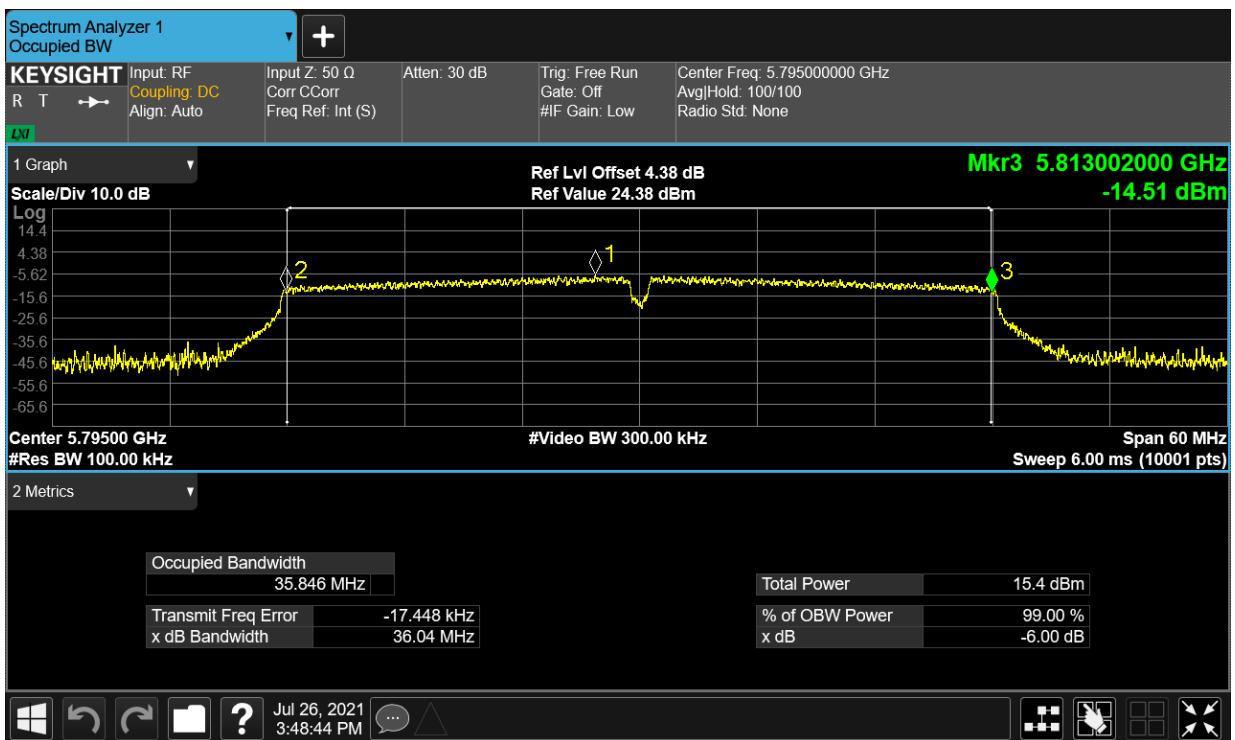 Spectrum Analyzer 1
Occupied BW
▼
+
KEYSIGHT
R T
LXI
Input: RF
Coupling: DC
Align: Auto
Input Z: 50 Ω
Corr CCorr
Freq Ref: Int (S)
Atten: 30 dB
Trig: Free Run
Gate: Off
#IF Gain: Low
Center Freq: 5.795000000 GHz
Avg|Hold: 100/100
Radio Std: None
1 Graph ▼
Scale/Div 10.0 dB
Ref Lvl Offset 4.38 dB
Ref Value 24.38 dBm
Mkr3 5.813002000 GHz
-14.51 dBm
Log
14.4
4.38
-5.62
-15.6
-25.6
-35.6
-45.6
-55.6
-65.6
2
1
3
Center 5.79500 GHz
#Res BW 100.00 kHz
#Video BW 300.00 kHz
Span 60 MHz
Sweep 6.00 ms (10001 pts)
2 Metrics ▼
Occupied Bandwidth
35.846 MHz
Transmit Freq Error -17.448 kHz
x dB Bandwidth 36.04 MHz
Total Power 15.4 dBm
% of OBW Power 99.00 %
x dB -6.00 dB
?
Jul 26, 2021
3:48:44 PM